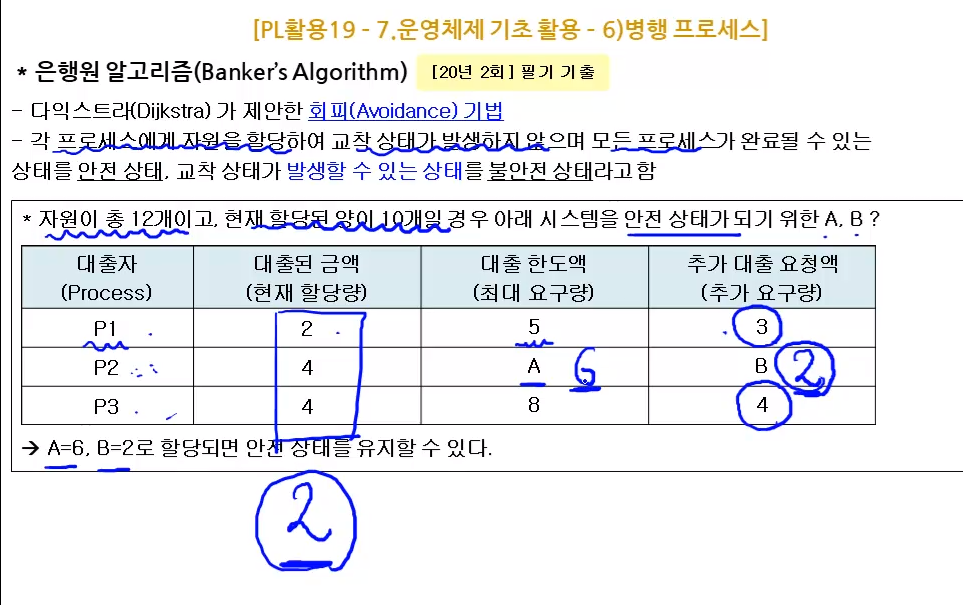 [PL활용19 - 7.운영체제 기초 활용 - 6)병행 프로세스]
* 은행원 알고리즘(Banker's Algorithm) [20년 2회] 필기 기출
- 다익스트라(Dijkstra) 가 제안한 회피(Avoidance) 기법
- 각 프로세스에게 자원을 할당하여 교착 상태가 발생하지 않으며 모든 프로세스가 완료될 수 있는
상태를 안전 상태, 교착 상태가 발생할 수 있는 상태를 불안전 상태라고 함
* 자원이 총 12개이고, 현재 할당된 양이 10개일 경우 아래 시스템을 안전 상태가 되기 위한 A, B ?
대출자 대출된 금액 대출 한도액 추가 대출 요청액
(Process) (현재 할당량) (최대 요구량) (추가 요구량)
P1 2 5 3
P2 4 A 6 B 2
P3 4 8 4
→ A=6, B=2로 할당되면 안전 상태를 유지할 수 있다.
2